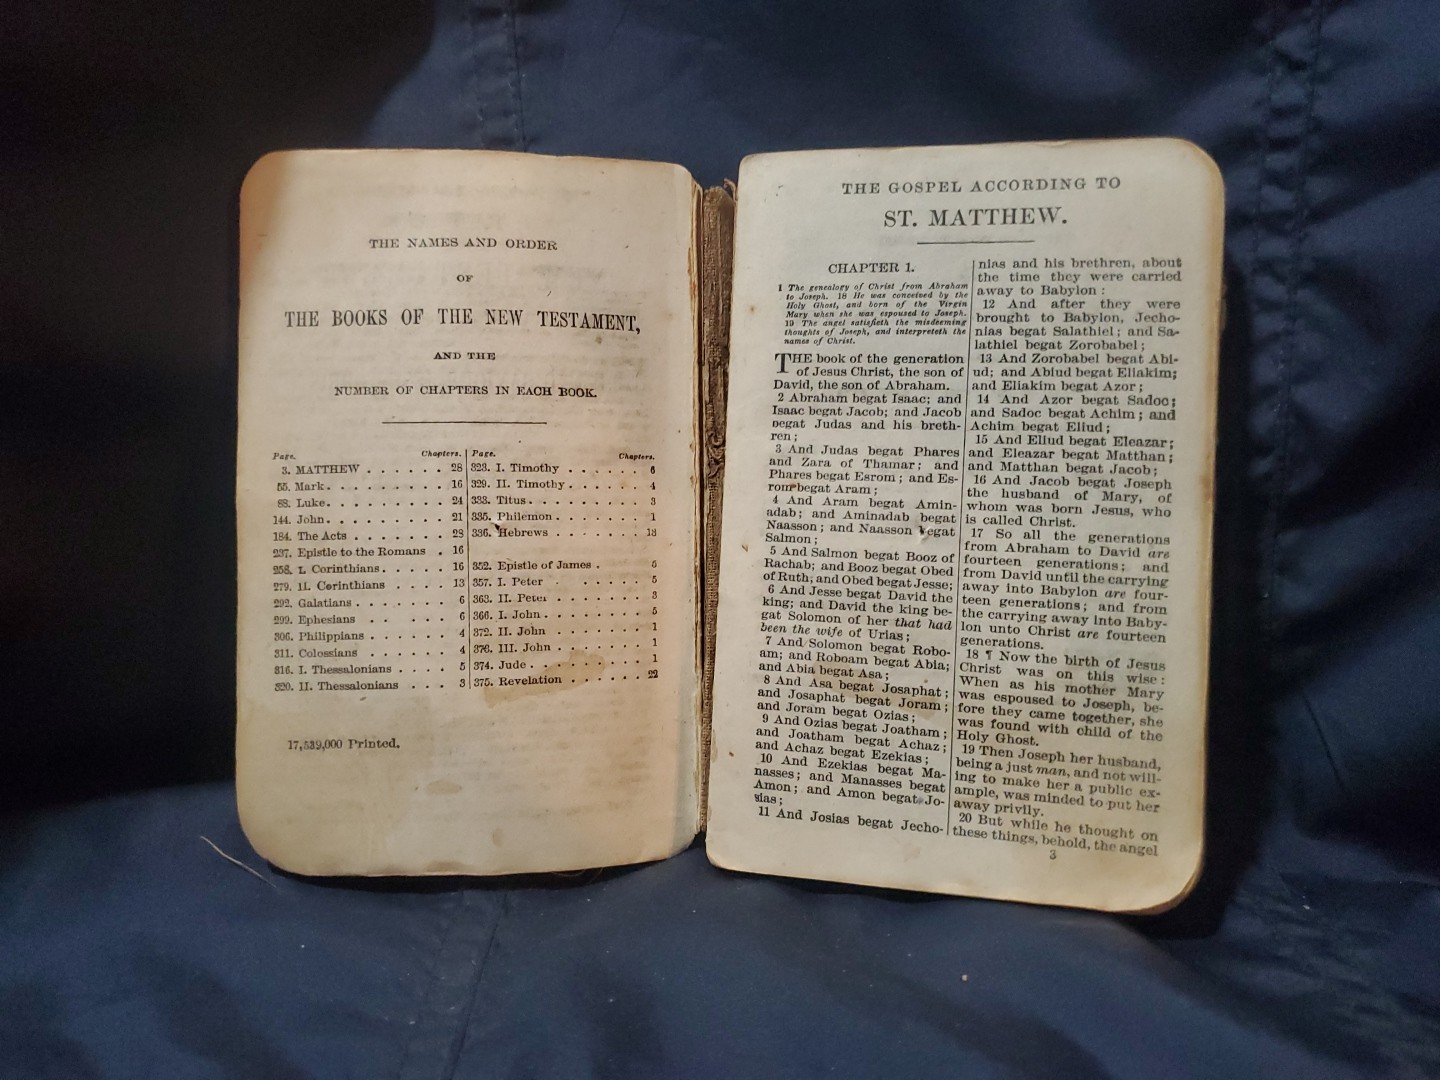 THE NAMES AND ORDER
OF
THE BOOKS OF THE NEW TESTAMENT,
AND THE
NUMBER OF CHAPTERS IN EACH BOOK.
Page. Chapters.
3. MATTHEW . . . . . . 28
55. Mark . . . . . . . . 16
88. Luke . . . . . . . . 24
144. John . . . . . . . . 21
184. The Acts . . . . . . 28
237. Epistle to the Romans . 16
258. I. Corinthians . . . . 16
279. II. Corinthians . . . . 13
292. Galatians . . . . . . 6
299. Ephesians . . . . . 6
306. Philippians . . . . . 4
311. Colossians . . . . . 4
316. I. Thessalonians . . . . 5
320. II. Thessalonians . . . 3
Page. Chapters.
323. I. Timothy . . . . . . 6
329. II. Timothy . . . . . . 4
333. Titus . . . . . . . . 3
335. Philemon . . . . . . . 1
336. Hebrews . . . . . . 13
352. Epistle of James . 5
357. I. Peter . . . . . . 5
363. II. Peter . . . . . . 3
366. I. John . . . . . . . 5
372. II. John . . . . . . . 1
376. III. John . . . . . . 1
374. Jude . . . . . . . . 1
375. Revelation . . . . . . 22
17,539,000 Printed.
THE GOSPEL ACCORDING TO
ST. MATTHEW.
CHAPTER 1.
1 The genealogy of Christ from Abraham
to Joseph. 18 He was conceived by the
Holy Ghost, and born of the Virgin
Mary when she was espoused to Joseph.
19 The angel satisfieth the misdeeming
thoughts of Joseph, and interpreteth the
names of Christ.
THE book of the generation
of Jesus Christ, the son of
David, the son of Abraham.
2 Abraham begat Isaac; and
Isaac begat Jacob; and Jacob
begat Judas and his breth-
ren;
3 And Judas begat Phares
and Zara of Thamar; and
Phares begat Esrom; and Es-
rom begat Aram;
4 And Aram begat Amin-
adab; and Aminadab begat
Naasson; and Naasson begat
Salmon;
5 And Salmon begat Booz of
Rachab; and Booz begat Obed
of Ruth; and Obed begat Jesse;
6 And Jesse begat David the
king; and David the king be-
gat Solomon of her that had
been the wife of Urias;
7 And Solomon begat Robo-
am; and Roboam begat Abia;
and Abia begat Asa;
8 And Asa begat Josaphat;
and Josaphat begat Joram;
and Joram begat Ozias;
9 And Ozias begat Joatham;
and Joatham begat Achaz;
and Achaz begat Ezekias;
10 And Ezekias begat Ma-
nasses; and Manasses begat
Amon; and Amon begat Jo-
sias;
11 And Josias begat Jecho-
nias and his brethren, about
the time they were carried
away to Babylon:
12 And after they were
brought to Babylon, Jecho-
nias begat Salathiel; and Sa-
lathiel begat Zorobabel;
13 And Zorobabel begat Abi-
ud; and Abiud begat Eliakim;
and Eliakim begat Azor;
14 And Azor begat Sadoc;
and Sadoc begat Achim; and
Achim begat Eliud;
15 And Eliud begat Eleazar;
and Eleazar begat Matthan;
and Matthan begat Jacob;
16 And Jacob begat Joseph
the husband of Mary, of
whom was born Jesus, who
is called Christ.
17 So all the generations
from Abraham to David are
fourteen generations; and
from David until the carrying
away into Babylon are four-
teen generations; and from
the carrying away into Baby-
lon unto Christ are fourteen
generations.
18 ¶ Now the birth of Jesus
Christ was on this wise:
When as his mother Mary
was espoused to Joseph, be-
fore they came together, she
was found with child of the
Holy Ghost.
19 Then Joseph her husband,
being a just man, and not will-
ing to make her a public ex-
ample, was minded to put her
away privily.
20 But while he thought on
these things, behold, the angel
3